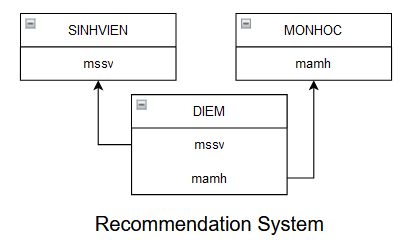 SINHVIEN
mssv
MONHOC
mamh
DIEM
mssv
mamh
Recommendation System